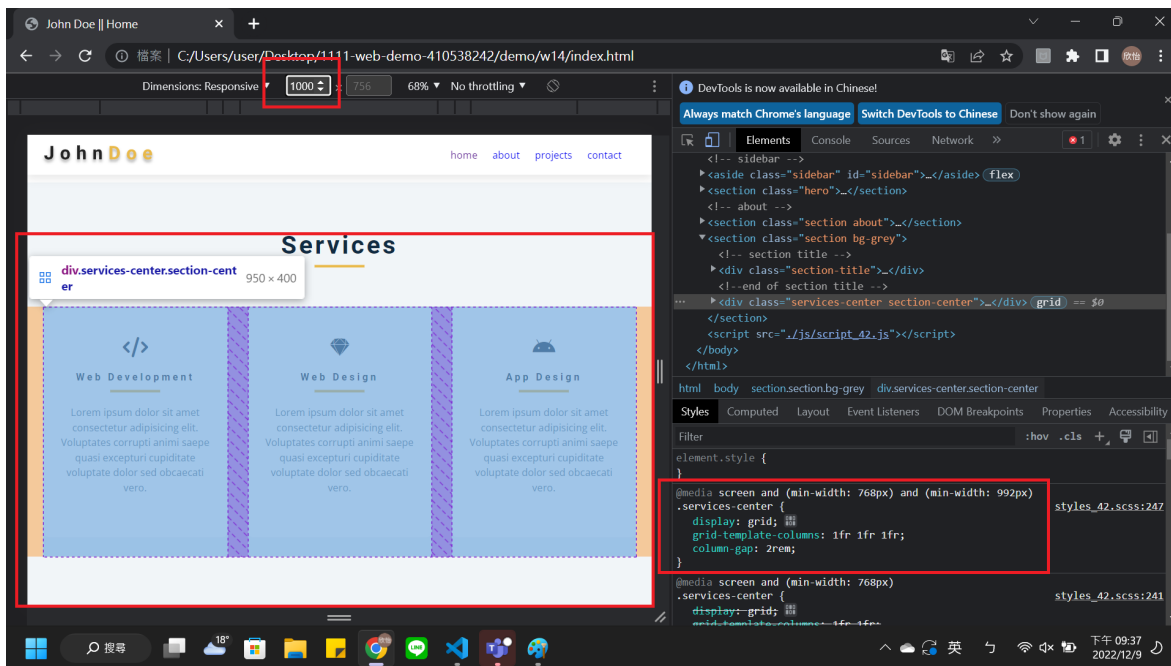 John Doe || Home
檔案 | C:/Users/user/Desktop/1111-web-demo-410538242/demo/w14/index.html
欣怡
Dimensions: Responsive ▼ 1000 × 756 68% ▼ No throttling ▼
DevTools is now available in Chinese!
Always match Chrome's language Switch DevTools to Chinese Don't show again
Elements Console Sources Network » 1
JohnDoe
home about projects contact
Services
div.services-center.section-cent
er
950 × 400
Web Development
Lorem ipsum dolor sit amet
consectetur adipisicing elit.
Voluptates corrupti animi saepe
quasi excepturi cupiditate
voluptate dolor sed obcaecati
vero.
Web Design
Lorem ipsum dolor sit amet
consectetur adipisicing elit.
Voluptates corrupti animi saepe
quasi excepturi cupiditate
voluptate dolor sed obcaecati
vero.
App Design
Lorem ipsum dolor sit amet
consectetur adipisicing elit.
Voluptates corrupti animi saepe
quasi excepturi cupiditate
voluptate dolor sed obcaecati
vero.
<!-- sidebar -->
<aside class="sidebar" id="sidebar">…</aside> flex
<section class="hero">…</section>
<!-- about -->
<section class="section about">…</section>
<section class="section bg-grey">
<!-- section title -->
<div class="section-title">…</div>
<!--end of section title -->
<div class="services-center section-center">…</div> grid == $0
</section>
<script src="./js/script_42.js"></script>
</body>
</html>
html body section.section.bg-grey div.services-center.section-center
Styles Computed Layout Event Listeners DOM Breakpoints Properties Accessibility
Filter :hov .cls +
element.style {
}
@media screen and (min-width: 768px) and (min-width: 992px)
.services-center { styles_42.scss:247
display: grid;
grid-template-columns: 1fr 1fr 1fr;
column-gap: 2rem;
}
@media screen and (min-width: 768px)
.services-center { styles_42.scss:241
display: grid;
grid-template-columns: 1fr 1fr;
搜尋
18°
英 ㄅ
下午 09:37
2022/12/9